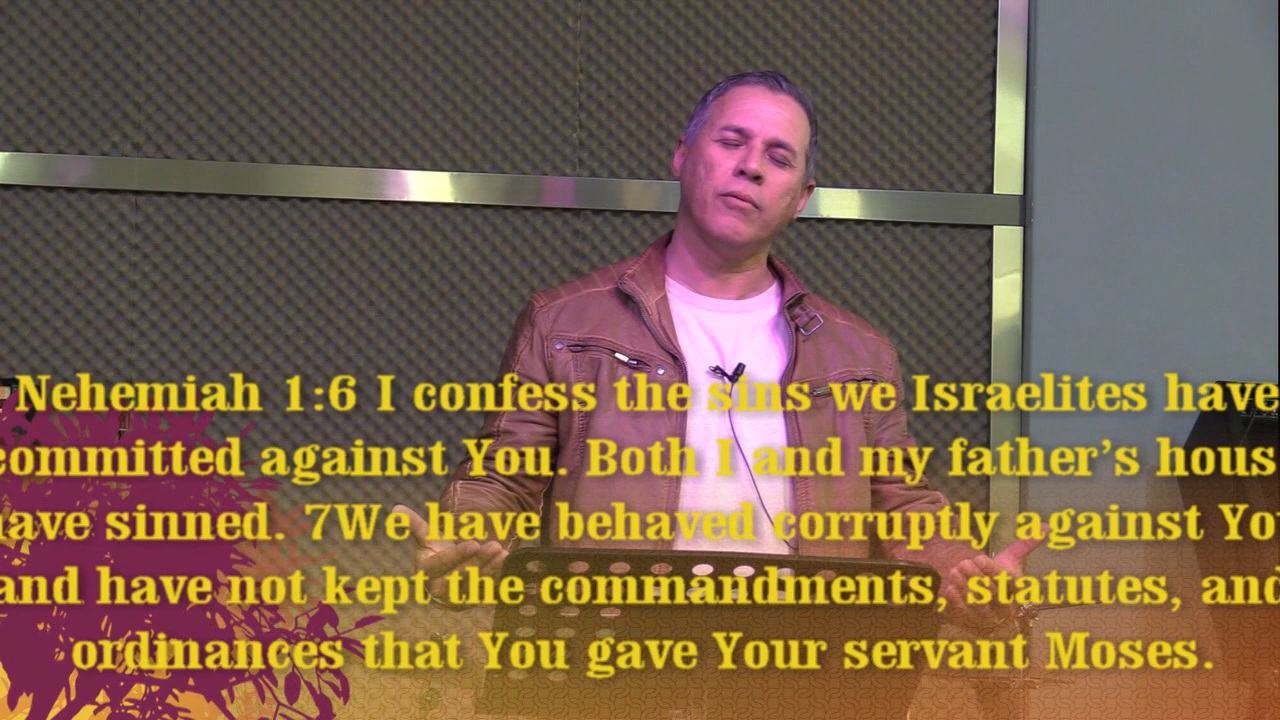 Nehemiah 1:6 I confess the sins we Israelites have
committed against You. Both I and my father’s hous
have sinned. 7We have behaved corruptly against Yo
and have not kept the commandments, statutes, and
ordinances that You gave Your servant Moses.